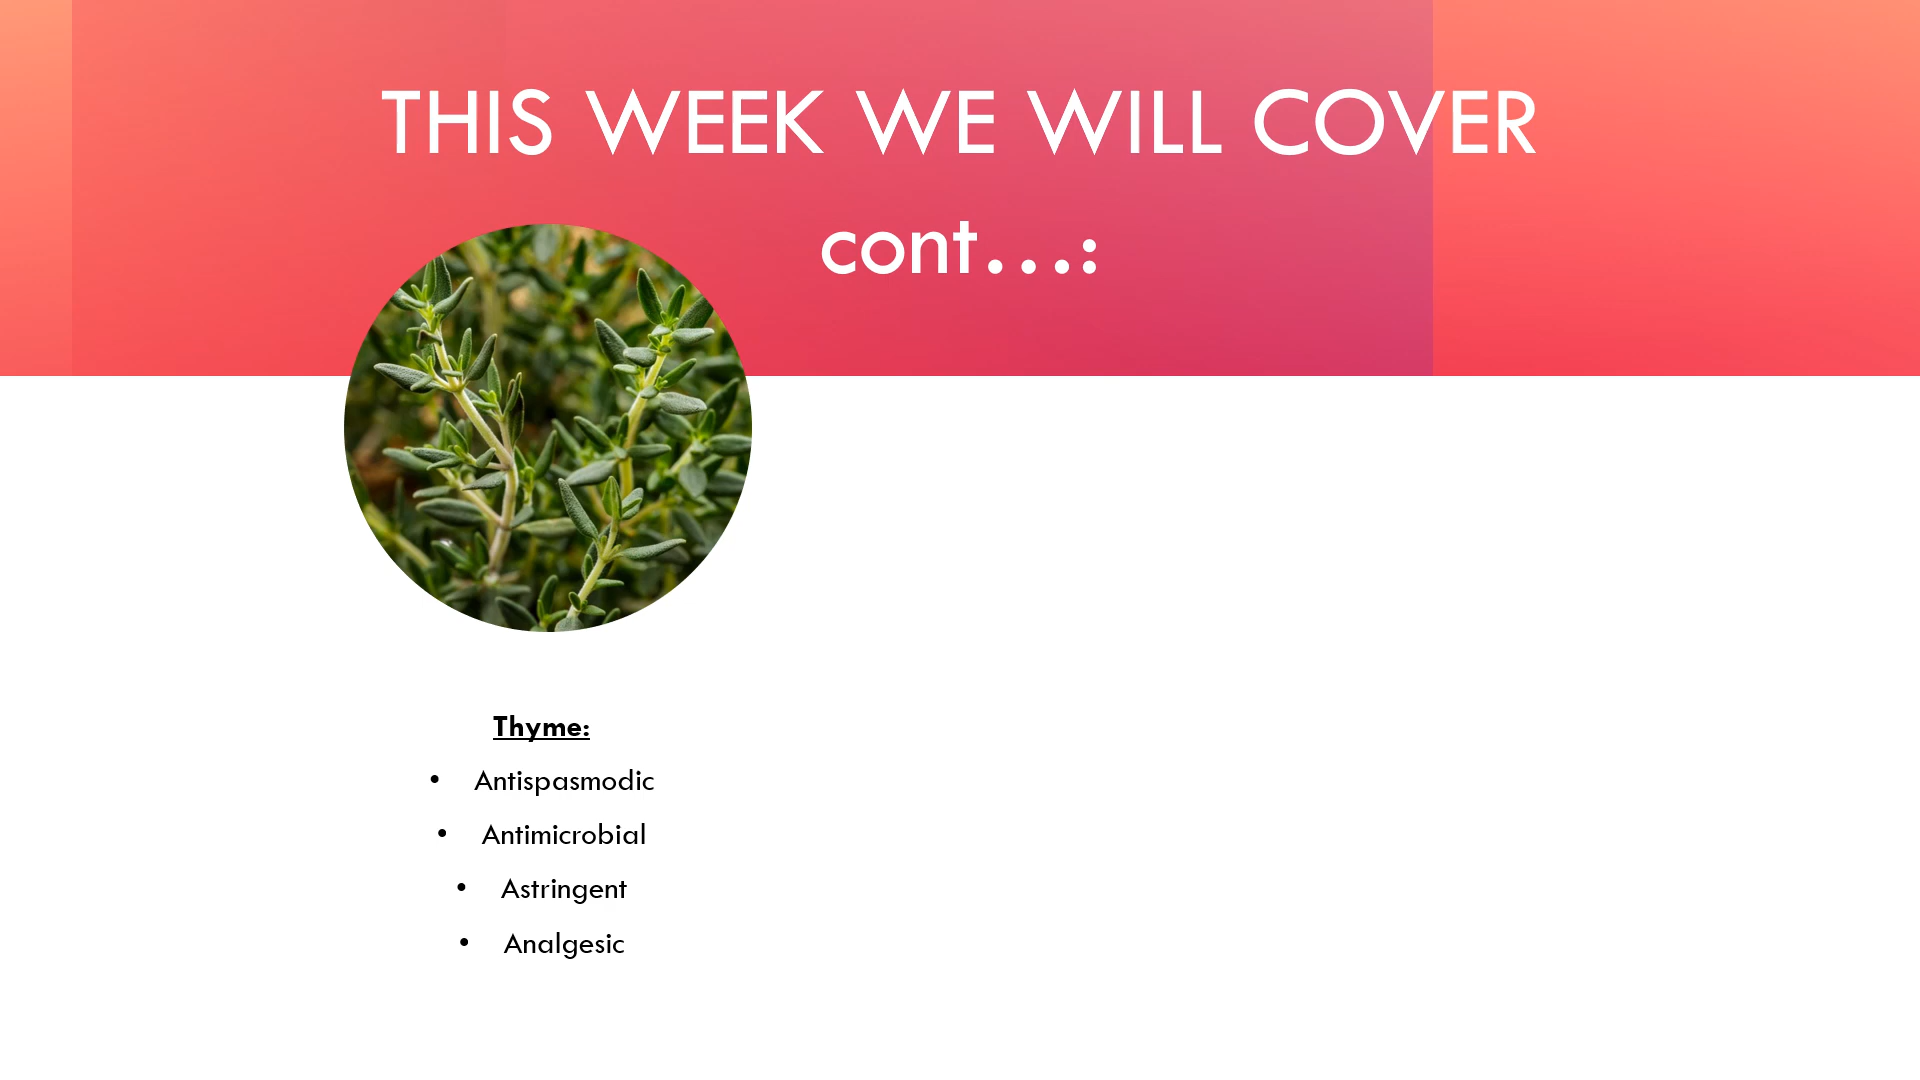 THIS WEEK WE WILL COVER
cont…:
Thyme:
• Antispasmodic
• Antimicrobial
• Astringent
• Analgesic